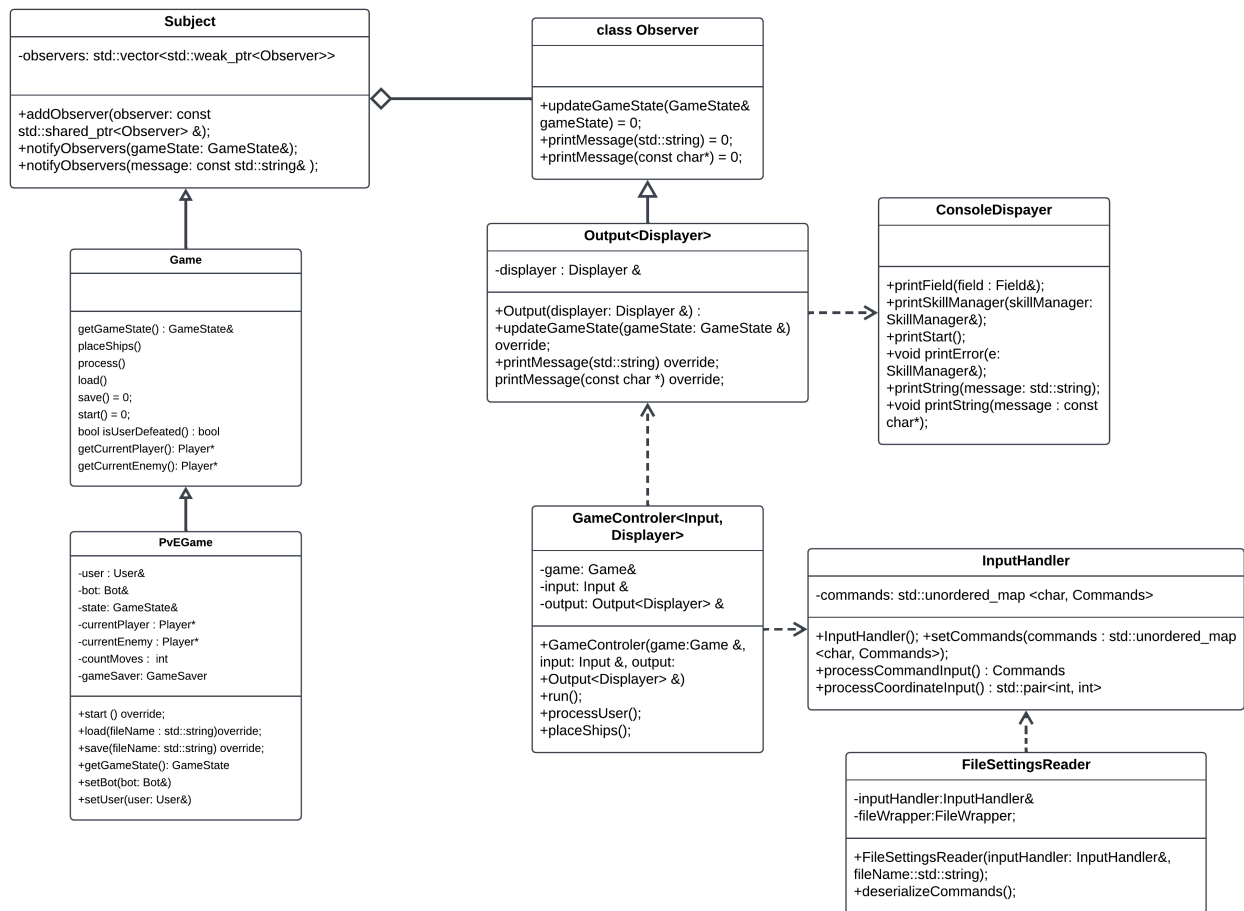 Subject
-observers: std::vector<std::weak_ptr<Observer>>
+addObserver(observer: const
std::shared_ptr<Observer> &);
+notifyObservers(gameState: GameState&);
+notifyObservers(message: const std::string& );
class Observer
+updateGameState(GameState&
gameState) = 0;
+printMessage(std::string) = 0;
+printMessage(const char*) = 0;
Game
getGameState() : GameState&
placeShips()
process()
load()
save() = 0;
start() = 0;
bool isUserDefeated() : bool
getCurrentPlayer(): Player*
getCurrentEnemy(): Player*
Output<Displayer>
-displayer : Displayer &
+Output(displayer: Displayer &) :
+updateGameState(gameState: GameState &)
override;
+printMessage(std::string) override;
printMessage(const char *) override;
ConsoleDispayer
+printField(field : Field&);
+printSkillManager(skillManager:
SkillManager&);
+printStart();
+void printError(e:
SkillManager&);
+printString(message: std::string);
+void printString(message : const
char*);
PvEGame
-user : User&
-bot: Bot&
-state: GameState&
-currentPlayer : Player*
-currentEnemy : Player*
-countMoves :  int
-gameSaver: GameSaver
+start () override;
+load(fileName : std::string)override;
+save(fileName: std::string) override;
+getGameState(): GameState
+setBot(bot: Bot&)
+setUser(user: User&)
GameControler<Input,
Displayer>
-game: Game&
-input: Input &
-output: Output<Displayer> &
+GameControler(game:Game &,
input: Input &, output:
+Output<Displayer> &)
+run();
+processUser();
+placeShips();
InputHandler
-commands: std::unordered_map <char, Commands>
+InputHandler(); +setCommands(commands : std::unordered_map
<char, Commands>);
+processCommandInput() : Commands
+processCoordinateInput() : std::pair<int, int>
FileSettingsReader
-inputHandler:InputHandler&
-fileWrapper:FileWrapper;
+FileSettingsReader(inputHandler: InputHandler&,
fileName::std::string);
+deserializeCommands();